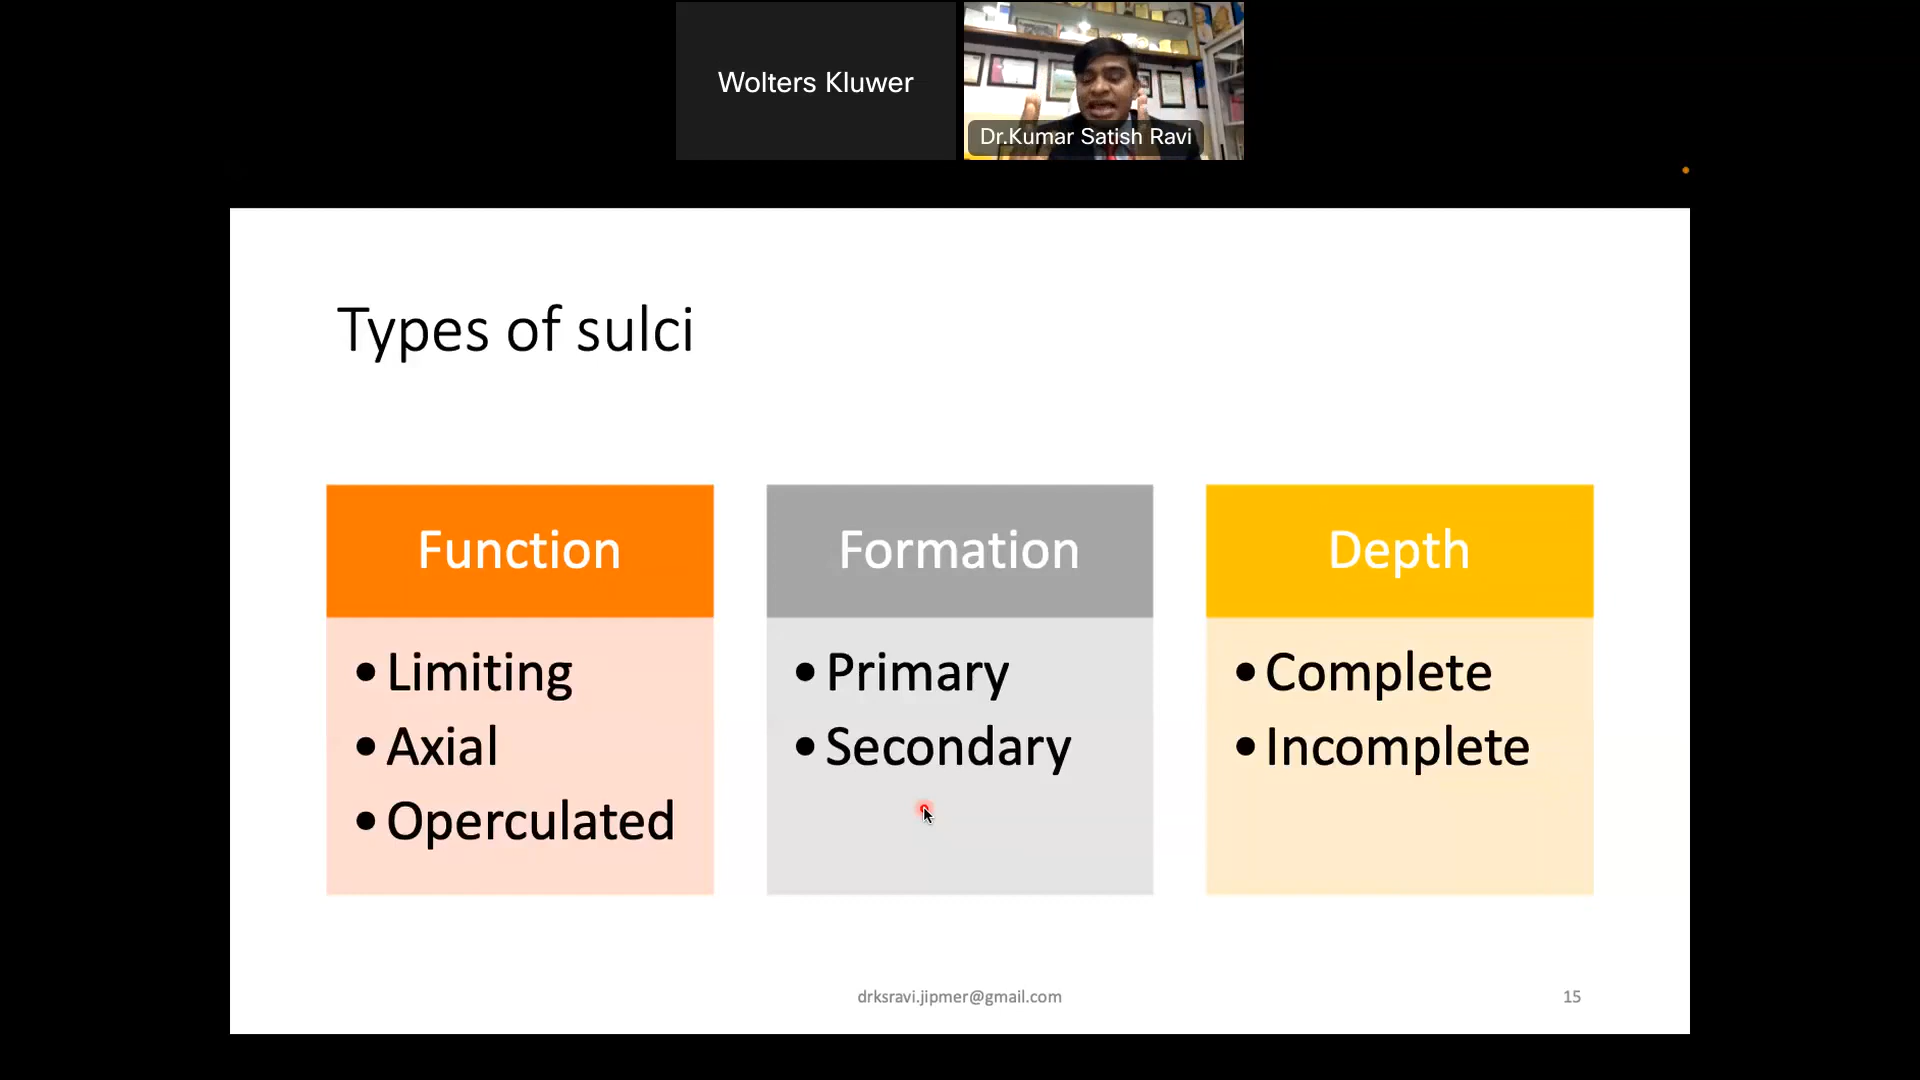 Wolters Kluwer
Dr.Kumar Satish Ravi
Types of sulci
Function
• Limiting
• Axial
• Operculated
Formation
• Primary
• Secondary
Depth
• Complete
• Incomplete
drksravi.jipmer@gmail.com
15